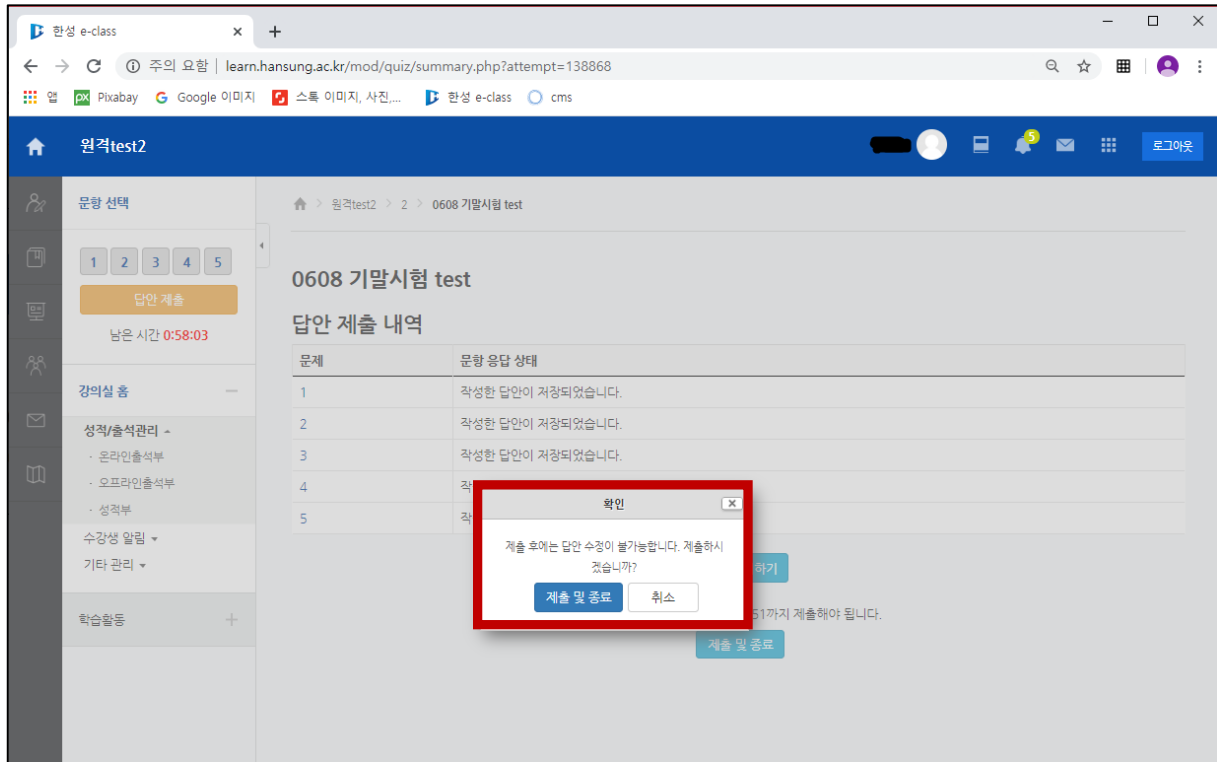 한성 e-class
주의 요함 | learn.hansung.ac.kr/mod/quiz/summary.php?attempt=138868
앱 Pixabay Google 이미지 스톡 이미지, 사진,... 한성 e-class cms
원격test2 5 로그아웃
문항 선택
1 2 3 4 5
답안 제출
남은 시간 0:58:03
강의실 홈
성적/출석관리
· 온라인출석부
· 오프라인출석부
· 성적부
수강생 알림
기타 관리
학습활동
원격test2 > 2 > 0608 기말시험 test
0608 기말시험 test
답안 제출 내역
문제 문항 응답 상태
1 작성한 답안이 저장되었습니다.
2 작성한 답안이 저장되었습니다.
3 작성한 답안이 저장되었습니다.
4 작
5 작
확인
제출 후에는 답안 수정이 불가능합니다. 제출하시
겠습니까?
제출 및 종료 취소
하기
51까지 제출해야 됩니다.
제출 및 종료